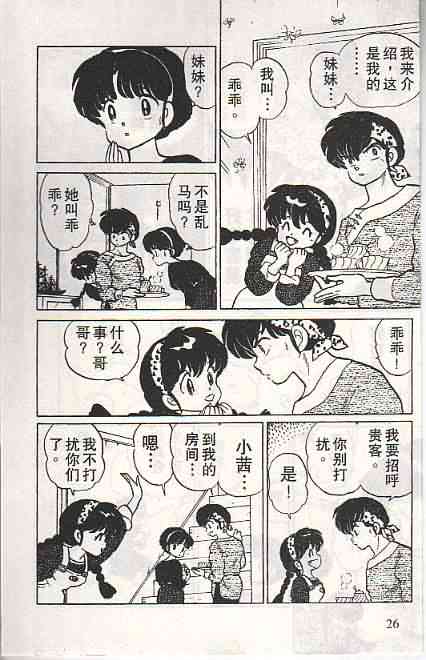 我来介
绍，这
是我的
妹妹…
……
我叫…
乖乖。
妹妹？
不是乱
马吗？
她叫乖
乖？
乖乖！
什么
事？哥
哥？
我要招呼
贵客。
你别打
扰。
是！
小茜…
到我的
房间…
嗯…
我不打
扰你们
了。
26